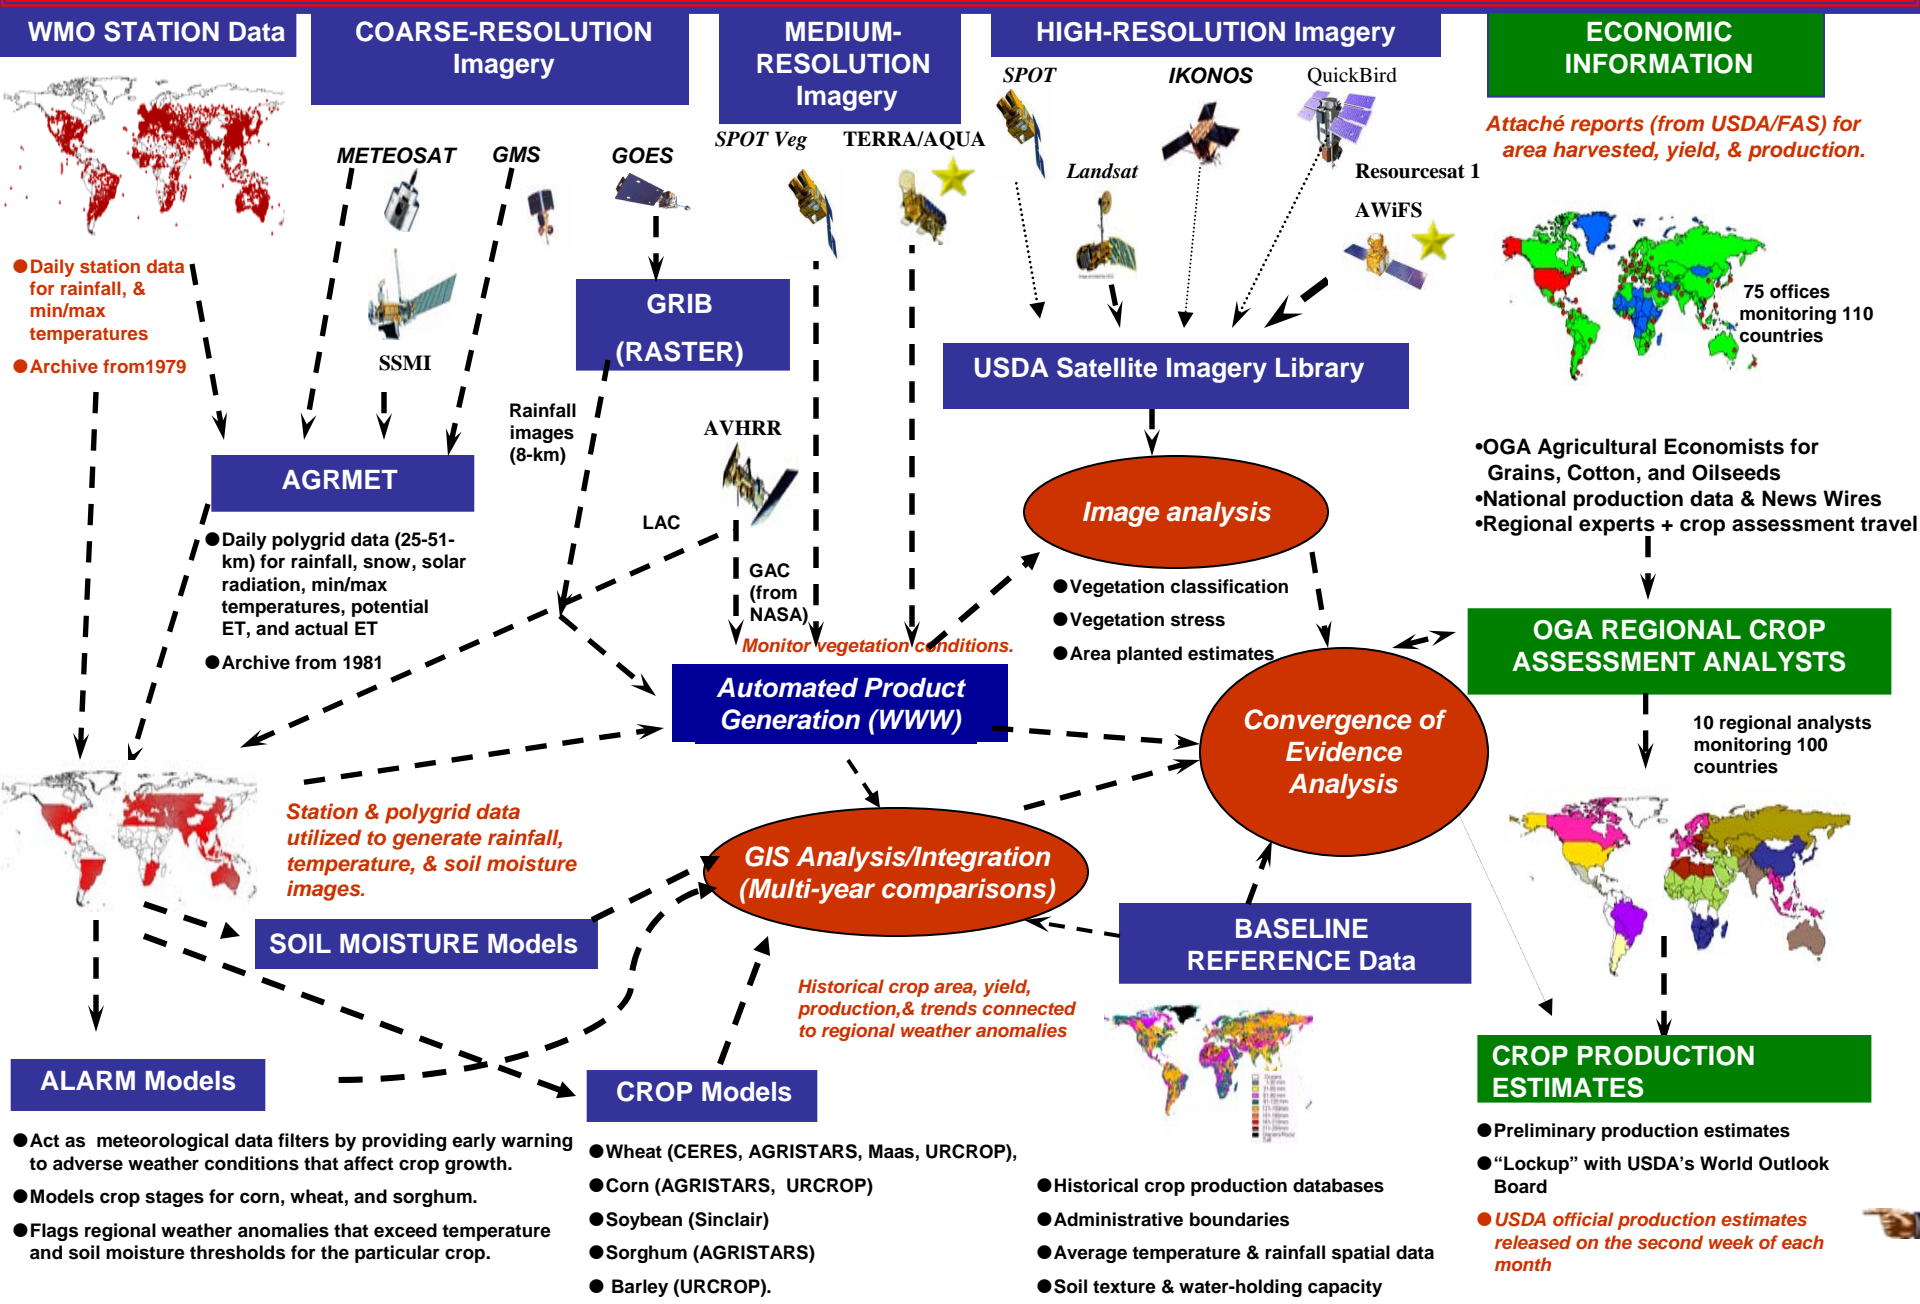 WMO STATION Data
COARSE-RESOLUTION
Imagery
MEDIUM-
RESOLUTION
Imagery
HIGH-RESOLUTION Imagery
ECONOMIC
INFORMATION
SPOT
IKONOS
QuickBird
Attaché reports (from USDA/FAS) for
area harvested, yield, & production.
METEOSAT
GMS
GOES
SPOT Veg
TERRA/AQUA
Landsat
Resourcesat 1
AWiFS
●Daily station data
for rainfall, &
min/max
temperatures
●Archive from1979
SSMI
GRIB
(RASTER)
USDA Satellite Imagery Library
75 offices
monitoring 110
countries
Rainfall
images
(8-km)
AVHRR
AGRMET
Image analysis
•OGA Agricultural Economists for
Grains, Cotton, and Oilseeds
•National production data & News Wires
•Regional experts + crop assessment travel
LAC
GAC
(from
NASA)
●Daily polygrid data (25-51-
km) for rainfall, snow, solar
radiation, min/max
temperatures, potential
ET, and actual ET
●Archive from 1981
●Vegetation classification
●Vegetation stress
●Area planted estimates
Monitor vegetation conditions.
OGA REGIONAL CROP
ASSESSMENT ANALYSTS
Automated Product
Generation (WWW)
Convergence of
Evidence
Analysis
10 regional analysts
monitoring 100
countries
Station & polygrid data
utilized to generate rainfall,
temperature, & soil moisture
images.
GIS Analysis/Integration
(Multi-year comparisons)
SOIL MOISTURE Models
BASELINE
REFERENCE Data
Historical crop area, yield,
production,& trends connected
to regional weather anomalies
ALARM Models
CROP Models
CROP PRODUCTION
ESTIMATES
●Act as meteorological data filters by providing early warning
to adverse weather conditions that affect crop growth.
●Models crop stages for corn, wheat, and sorghum.
●Flags regional weather anomalies that exceed temperature
and soil moisture thresholds for the particular crop.
●Wheat (CERES, AGRISTARS, Maas, URCROP),
●Corn (AGRISTARS, URCROP)
●Soybean (Sinclair)
●Sorghum (AGRISTARS)
● Barley (URCROP).
●Historical crop production databases
●Administrative boundaries
●Average temperature & rainfall spatial data
●Soil texture & water-holding capacity
●Preliminary production estimates
●“Lockup” with USDA’s World Outlook
Board
●USDA official production estimates
released on the second week of each
month